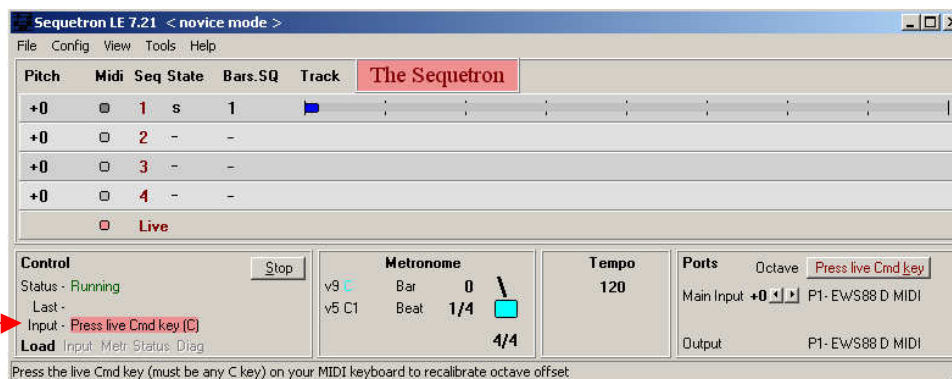 Sequetron LE 7.21 < novice mode >
File Config View Tools Help
Pitch Midi Seq State Bars.SQ Track The Sequetron
+0 1 s 1
+0 2 - -
+0 3 - -
+0 4 - -
Live
Control Stop Metronome Tempo Ports Octave Press live Cmd key
Status - Running v9 C Bar 0 \ 120 Main Input +0 P1- EWS88 D MIDI
Last - v5 C1 Beat 1/4
Input - Press live Cmd key (C)
Load Input Metr Status Diag 4/4 Output P1- EWS88 D MIDI
Press the live Cmd key (must be any C key) on your MIDI keyboard to recalibrate octave offset